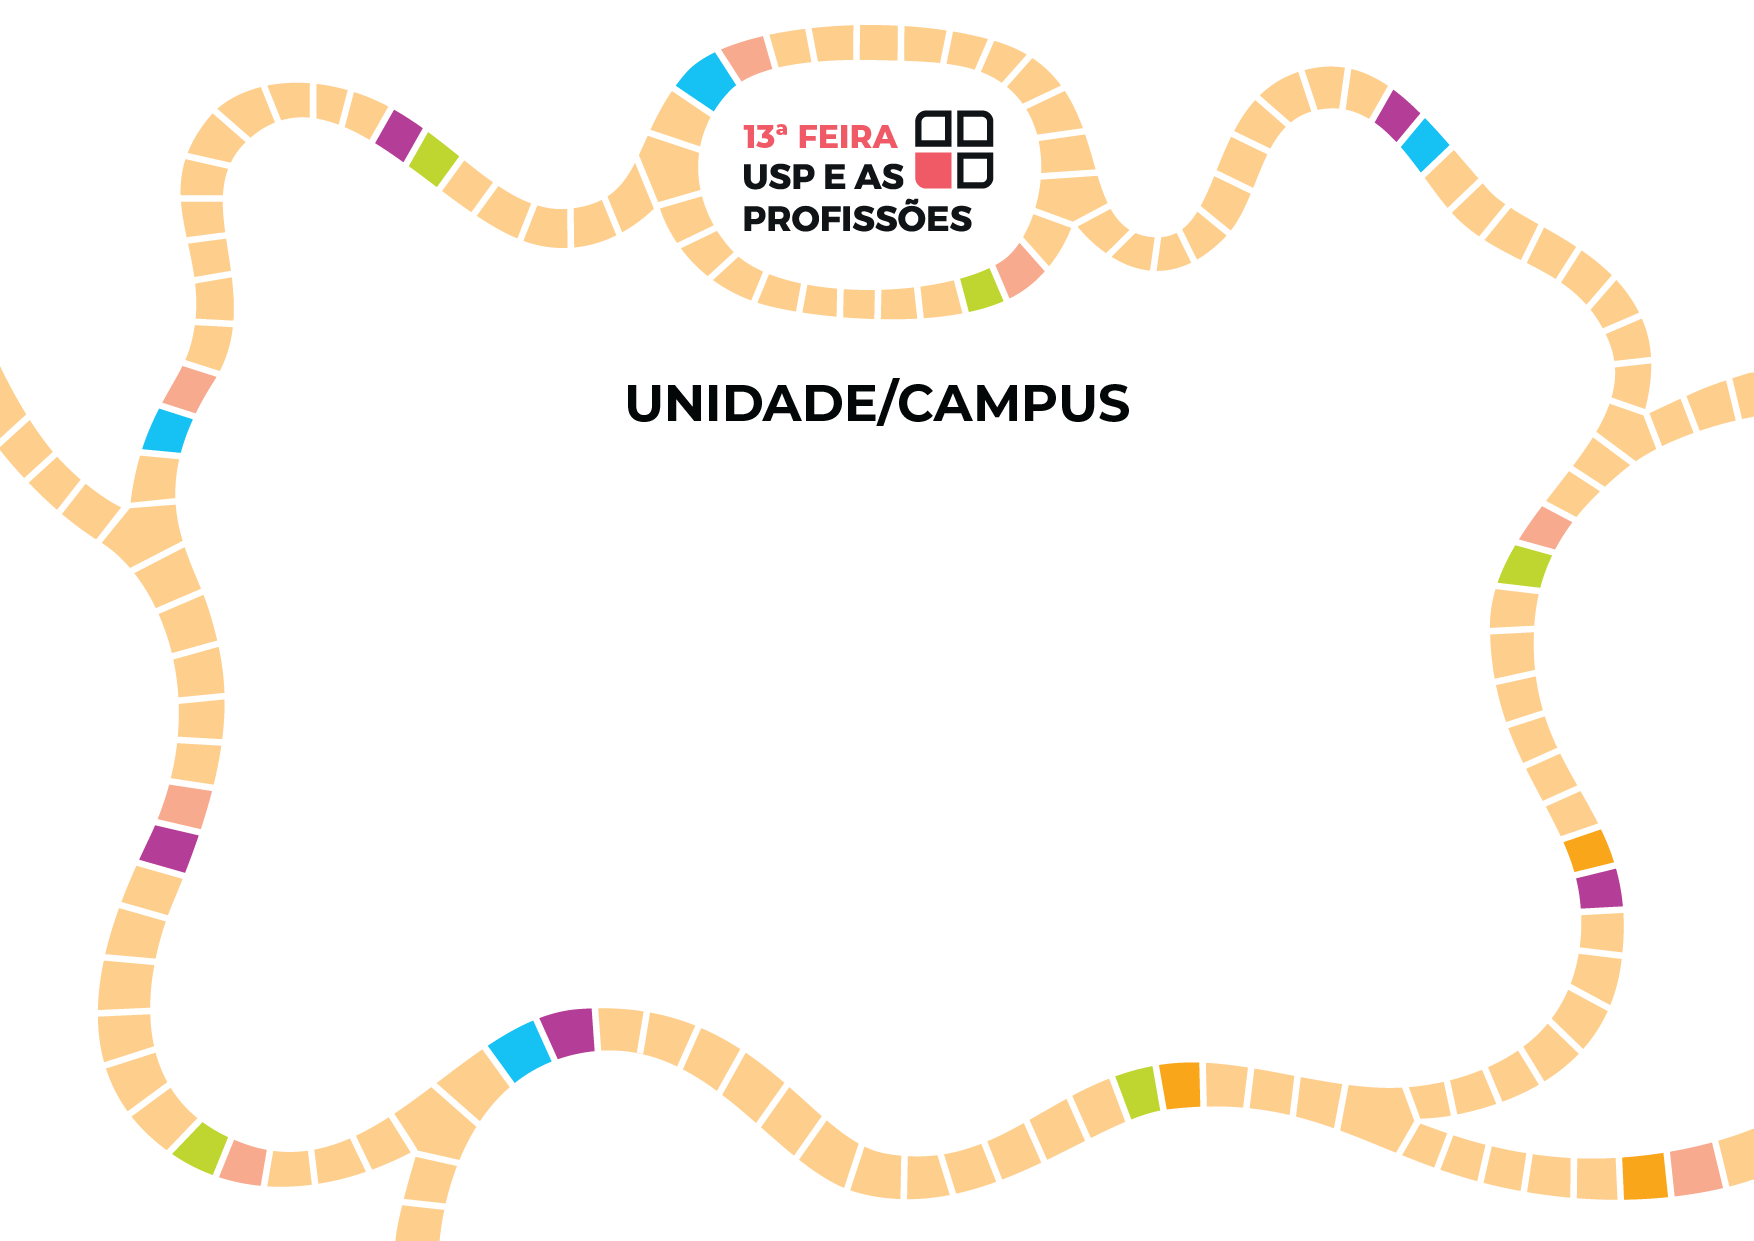 13ª FEIRA
USP E AS
PROFISSÕES
UNIDADE/CAMPUS